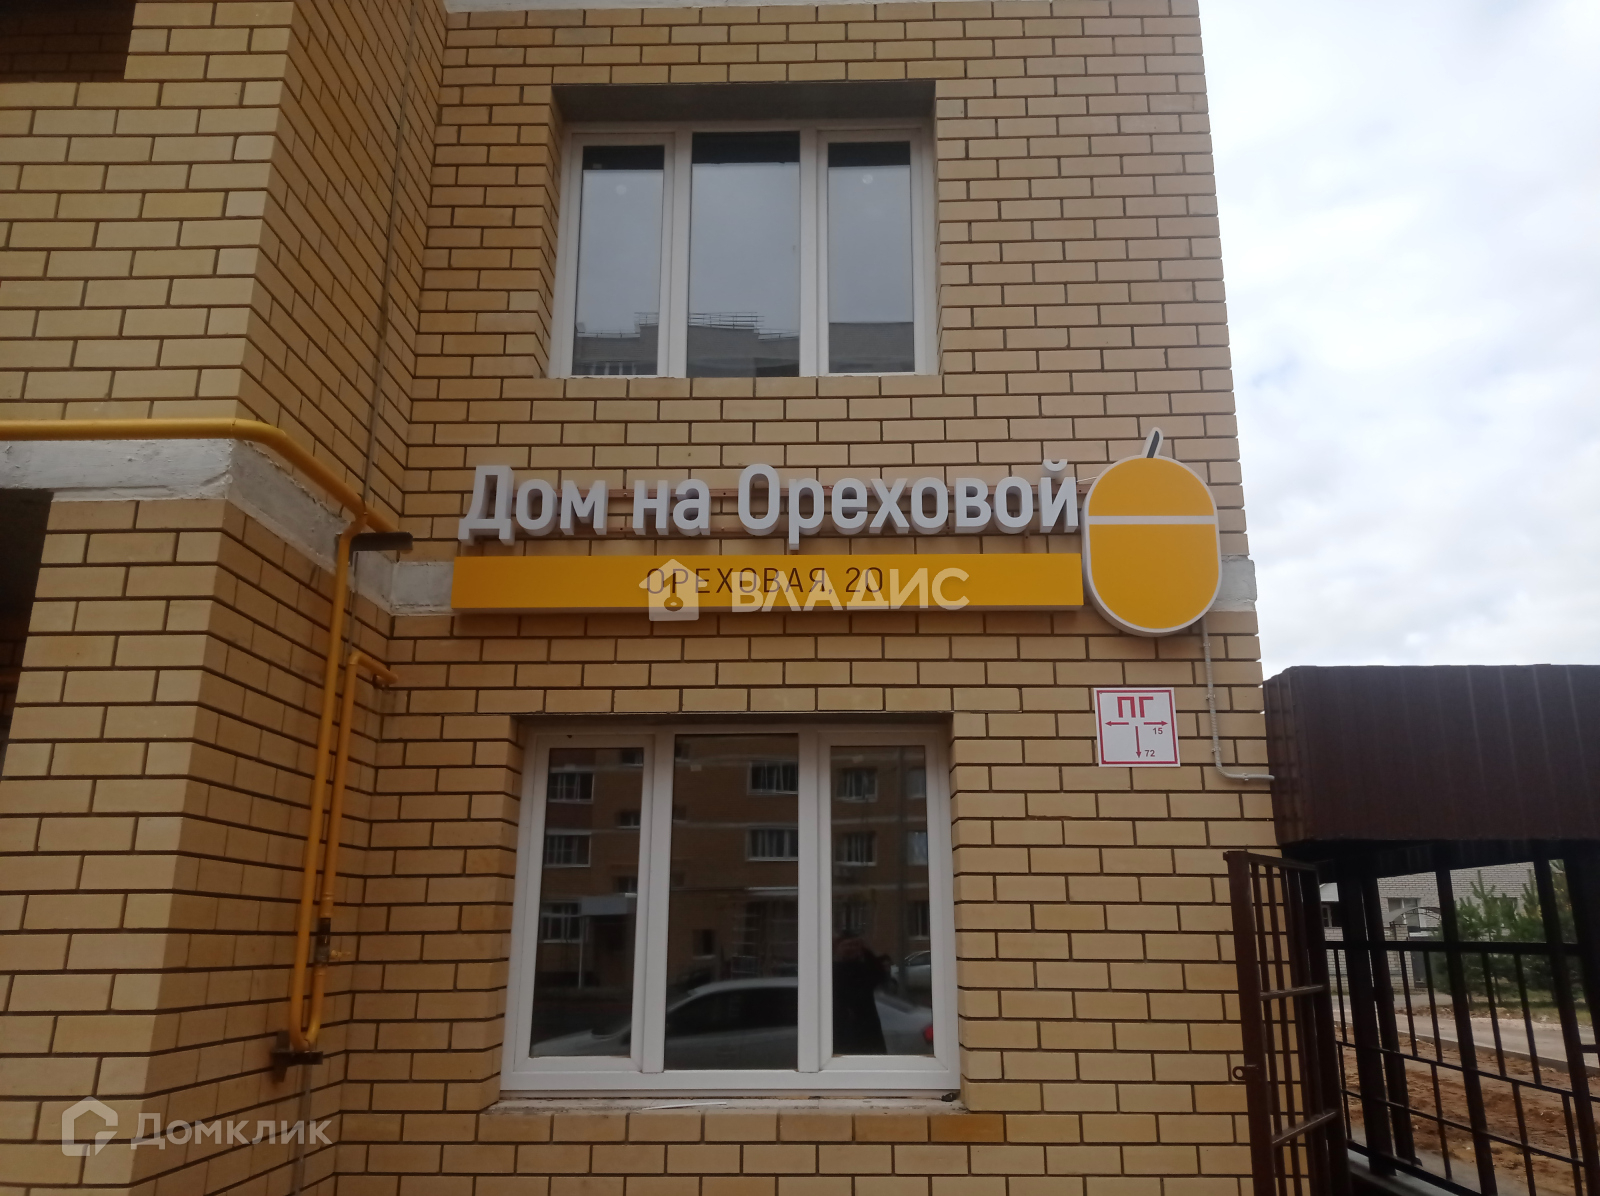 Дом на Ореховой
ОРЕХОВАЯ, 20
ВЛАДИС
ПГ
15
72
Домклик